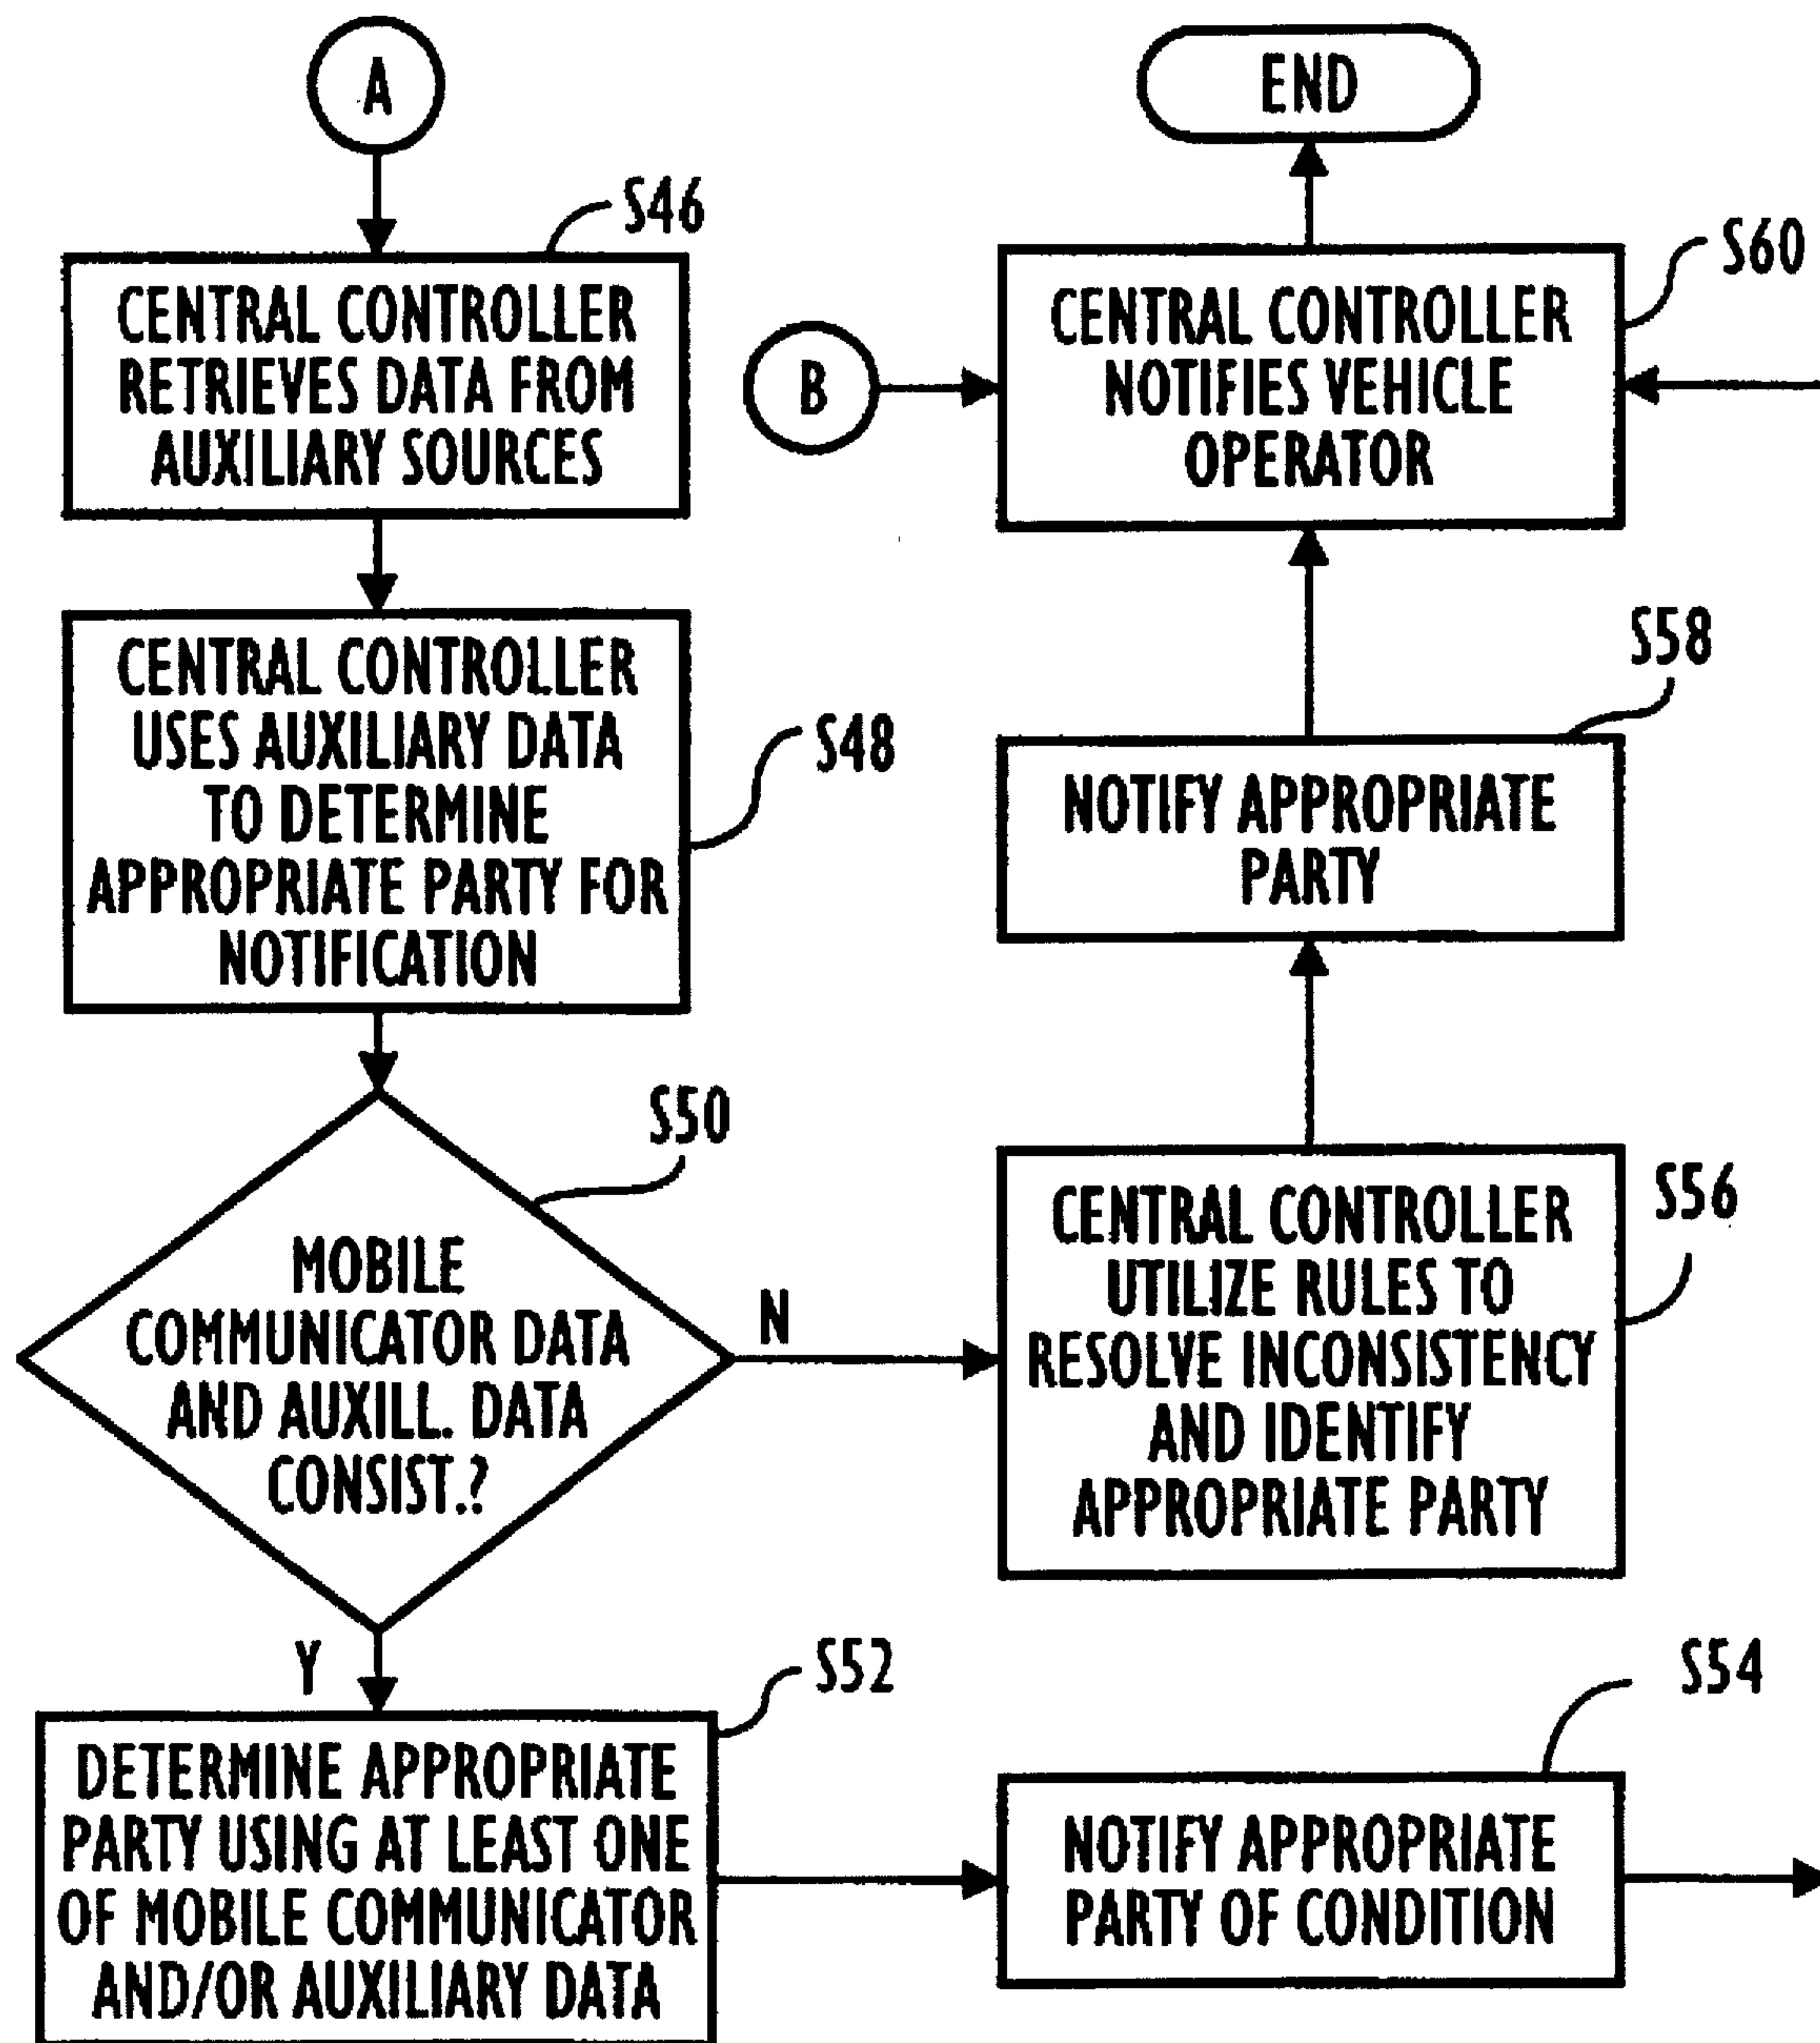 A
S46
CENTRAL CONTROLLER
RETRIEVES DATA FROM
AUXILIARY SOURCES
CENTRAL CONTROLLER
USES AUXILIARY DATA
TO DETERMINE
APPROPRIATE PARTY FOR
NOTIFICATION
S48
S50
MOBILE
COMMUNICATOR DATA
AND AUXILL. DATA
CONSIST.?
N
Y
S52
DETERMINE APPROPRIATE
PARTY USING AT LEAST ONE
OF MOBILE COMMUNICATOR
AND/OR AUXILIARY DATA
END
S60
CENTRAL CONTROLLER
NOTIFIES VEHICLE
OPERATOR
B
S58
NOTIFY APPROPRIATE
PARTY
S56
CENTRAL CONTROLLER
UTILIZE RULES TO
RESOLVE INCONSISTENCY
AND IDENTIFY
APPROPRIATE PARTY
S54
NOTIFY APPROPRIATE
PARTY OF CONDITION